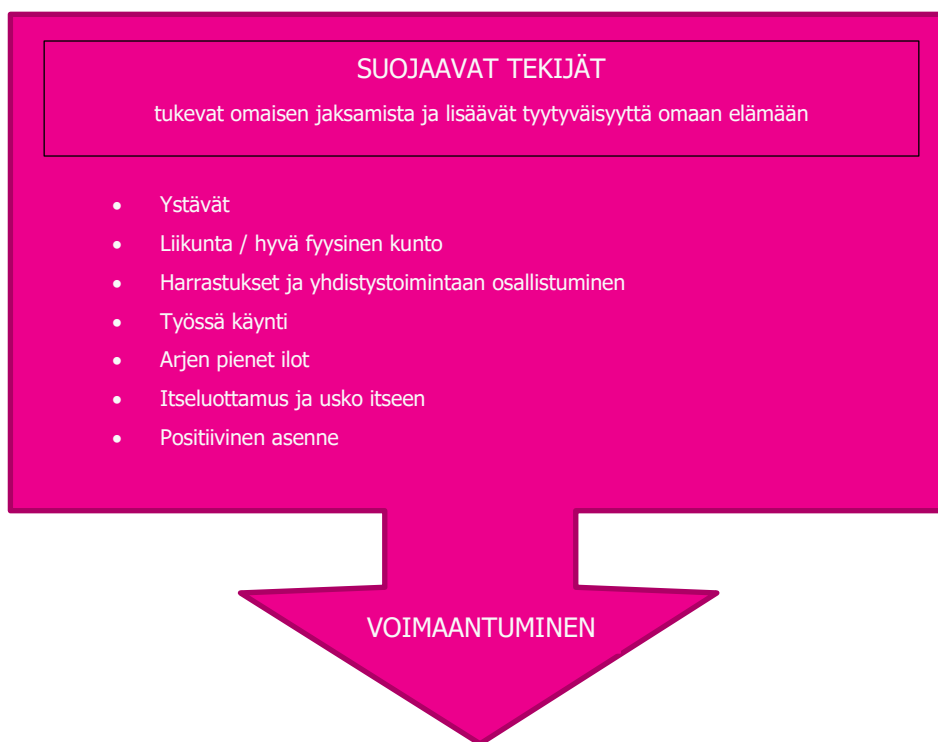 SUOJAAVAT TEKIJÄT
tukevat omaisen jaksamista ja lisäävät tyytyväisyyttä omaan elämään
• Ystävät
• Liikunta / hyvä fyysinen kunto
• Harrastukset ja yhdistystoimintaan osallistuminen
• Työssä käynti
• Arjen pienet ilot
• Itseluottamus ja usko itseen
• Positiivinen asenne
VOIMAANTUMINEN